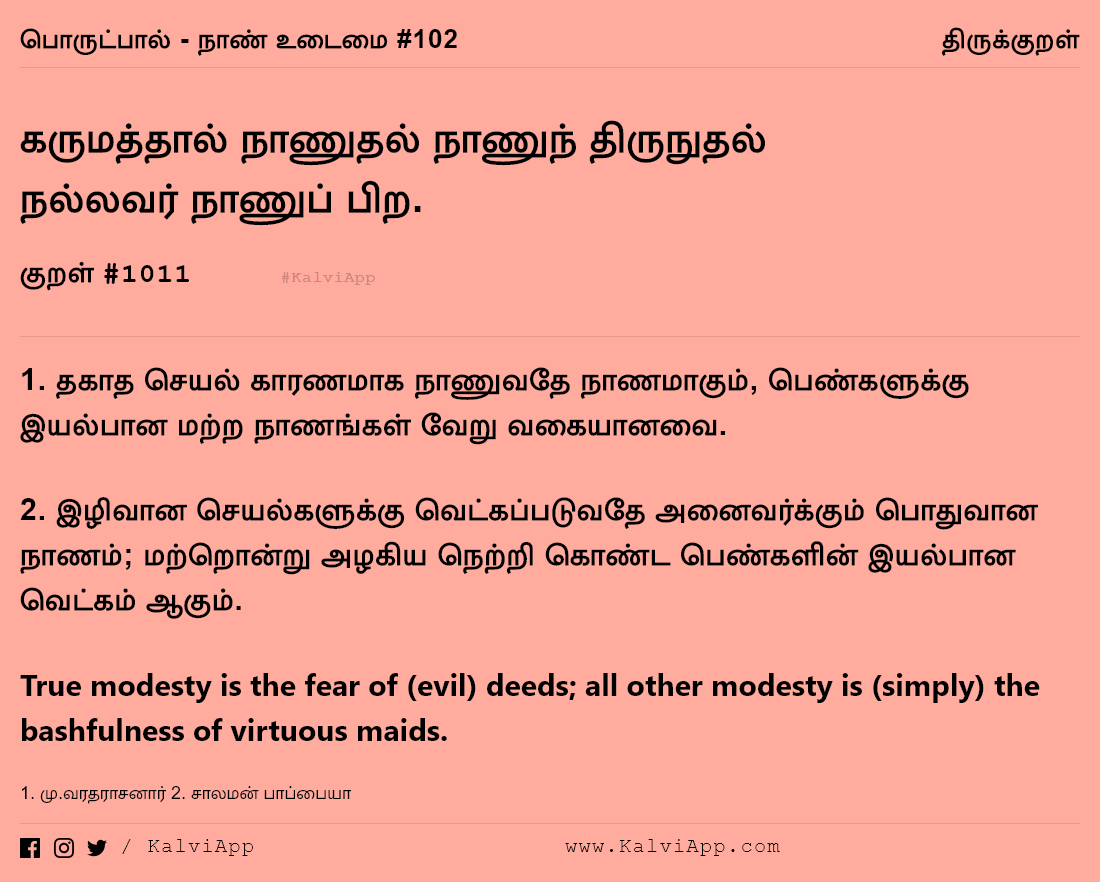 பொருட்பால் - நாண் உடைமை #102
திருக்குறள்
கருமத்தால் நாணுதல் நாணுந் திருநுதல்
நல்லவர் நாணுப் பிற.
குறள் #1011
#KalviApp
1. தகாத செயல் காரணமாக நாணுவதே நாணமாகும், பெண்களுக்கு
இயல்பான மற்ற நாணங்கள் வேறு வகையானவை.
2. இழிவான செயல்களுக்கு வெட்கப்படுவதே அனைவர்க்கும் பொதுவான
நாணம்; மற்றொன்று அழகிய நெற்றி கொண்ட பெண்களின் இயல்பான
வெட்கம் ஆகும்.
True modesty is the fear of (evil) deeds; all other modesty is (simply) the
bashfulness of virtuous maids.
1. மு.வரதராசனார் 2. சாலமன் பாப்பையா
/ KalviApp
www.KalviApp.com